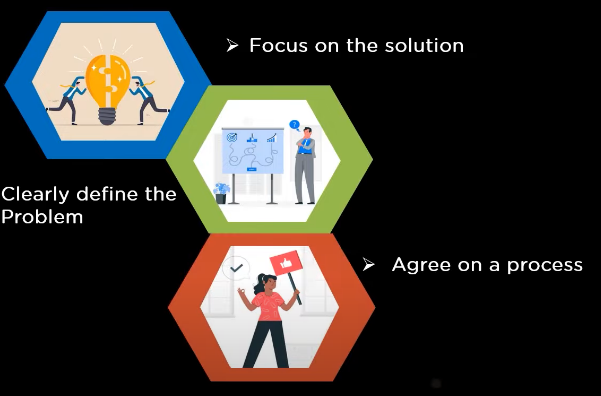 ➢ Focus on the solution
Clearly define the
Problem
➢ Agree on a process